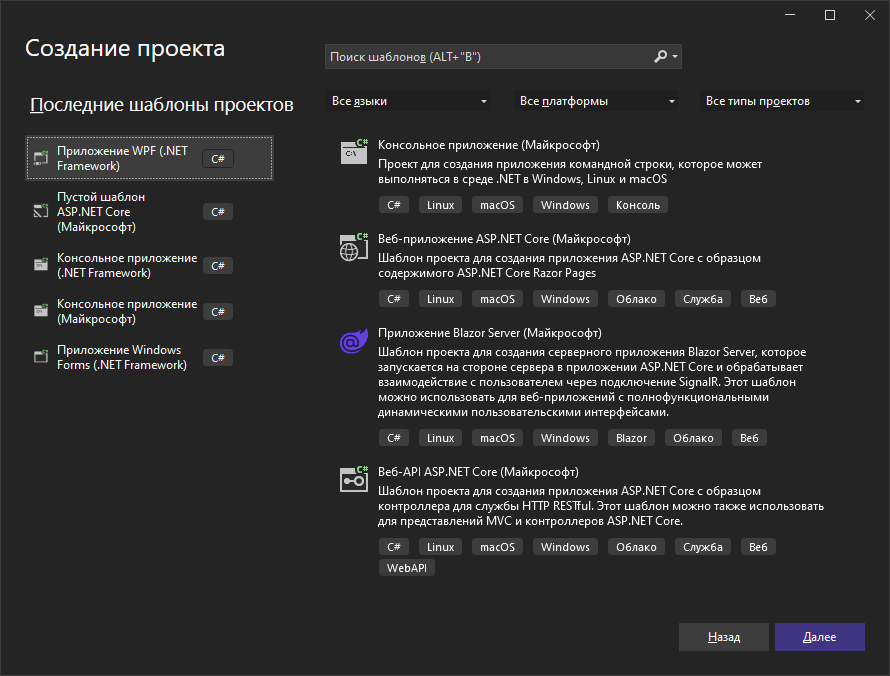 Создание проекта
Поиск шаблонов (ALT+"В")
Последние шаблоны проектов
Все языки
Все платформы
Все типы проектов
Приложение WPF (.NET
Framework)
C#
Пустой шаблон
ASP.NET Core
(Майкрософт)
C#
Консольное приложение
(.NET Framework)
C#
Консольное приложение
(Майкрософт)
C#
Приложение Windows
Forms (.NET Framework)
C#
Консольное приложение (Майкрософт)
Проект для создания приложения командной строки, которое может
выполняться в среде .NET в Windows, Linux и macOS
C# Linux macOS Windows Консоль
Веб-приложение ASP.NET Core (Майкрософт)
Шаблон проекта для создания приложения ASP.NET Core с образцом
содержимого ASP.NET Core Razor Pages
C# Linux macOS Windows Облако Служба Веб
Приложение Blazor Server (Майкрософт)
Шаблон проекта для создания серверного приложения Blazor Server, которое
запускается на стороне сервера в приложении ASP.NET Core и обрабатывает
взаимодействие с пользователем через подключение SignalR. Этот шаблон
можно использовать для веб-приложений с полнофункциональными
динамическими пользовательскими интерфейсами.
C# Linux macOS Windows Blazor Облако Веб
Веб-API ASP.NET Core (Майкрософт)
Шаблон проекта для создания приложения ASP.NET Core с образцом
контроллера для службы HTTP RESTful. Этот шаблон можно также использовать
для представлений MVC и контроллеров ASP.NET Core.
C# Linux macOS Windows Облако Служба Веб
WebAPI
Назад
Далее